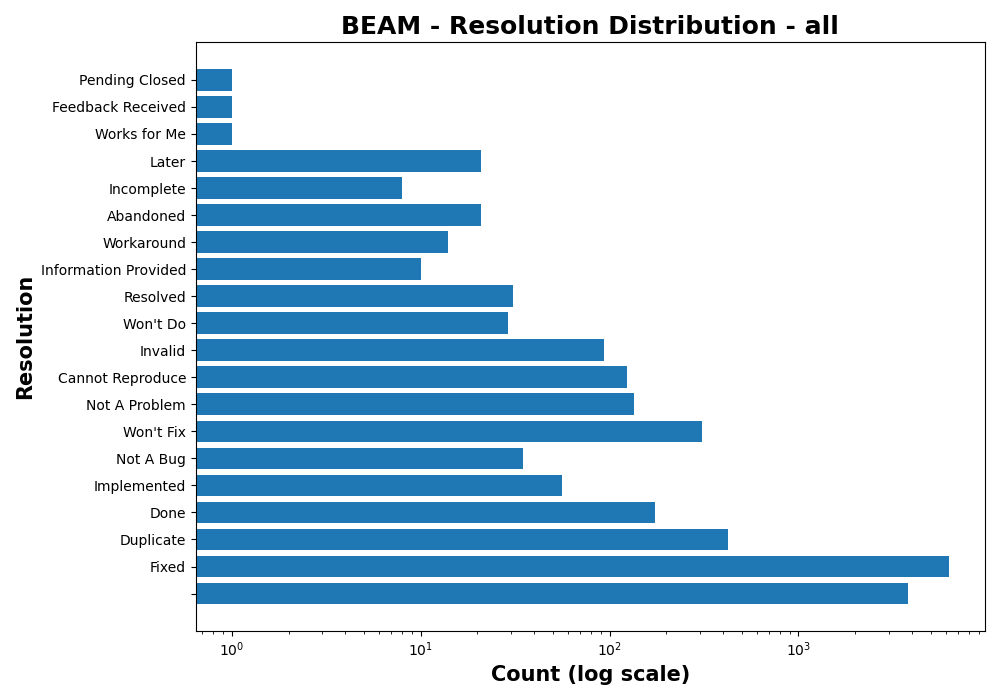 BEAM - Resolution Distribution - all
Pending Closed
Feedback Received
Works for Me
Later
Incomplete
Abandoned
Workaround
Information Provided
Resolved
Won't Do
Invalid
Cannot Reproduce
Not A Problem
Won't Fix
Not A Bug
Implemented
Done
Duplicate
Fixed
Resolution
10⁰ 10¹ 10² 10³
Count (log scale)